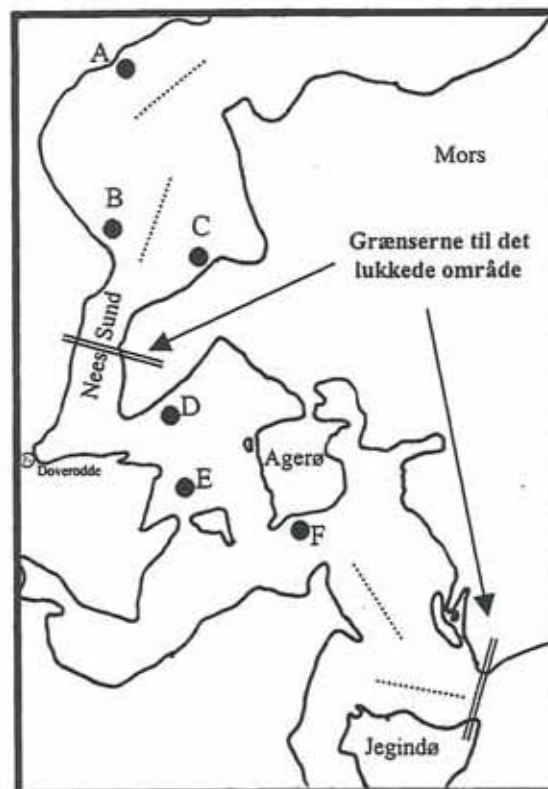 A
Mors
B
C
Grænserne til det
lukkede område
Nees Sund
D
Agerø
Doverodde
E
F
Jegindø